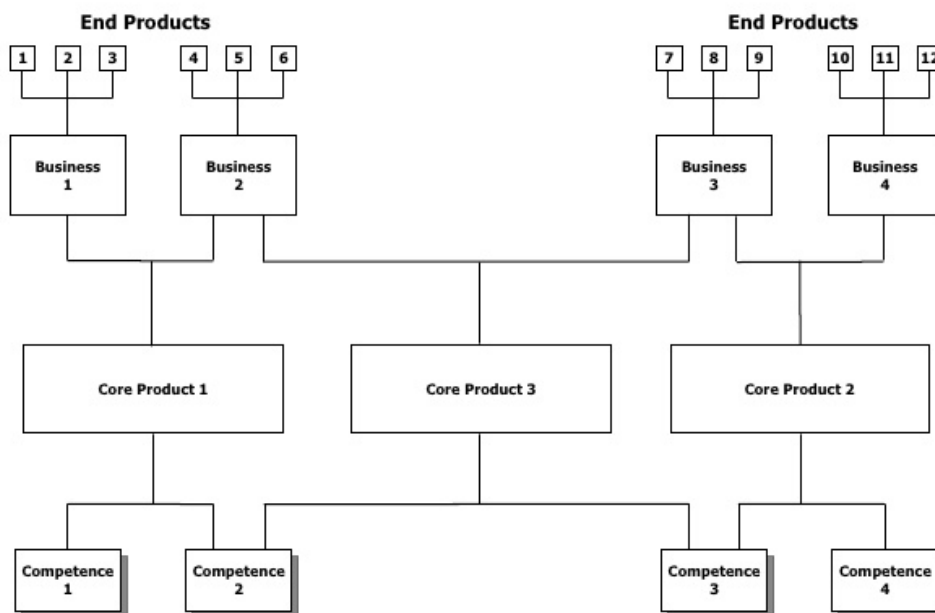 End Products
End Products
1 2 3 4 5 6 7 8 9 10 11 12
Business
1
Business
2
Business
3
Business
4
Core Product 1
Core Product 3
Core Product 2
Competence
1
Competence
2
Competence
3
Competence
4